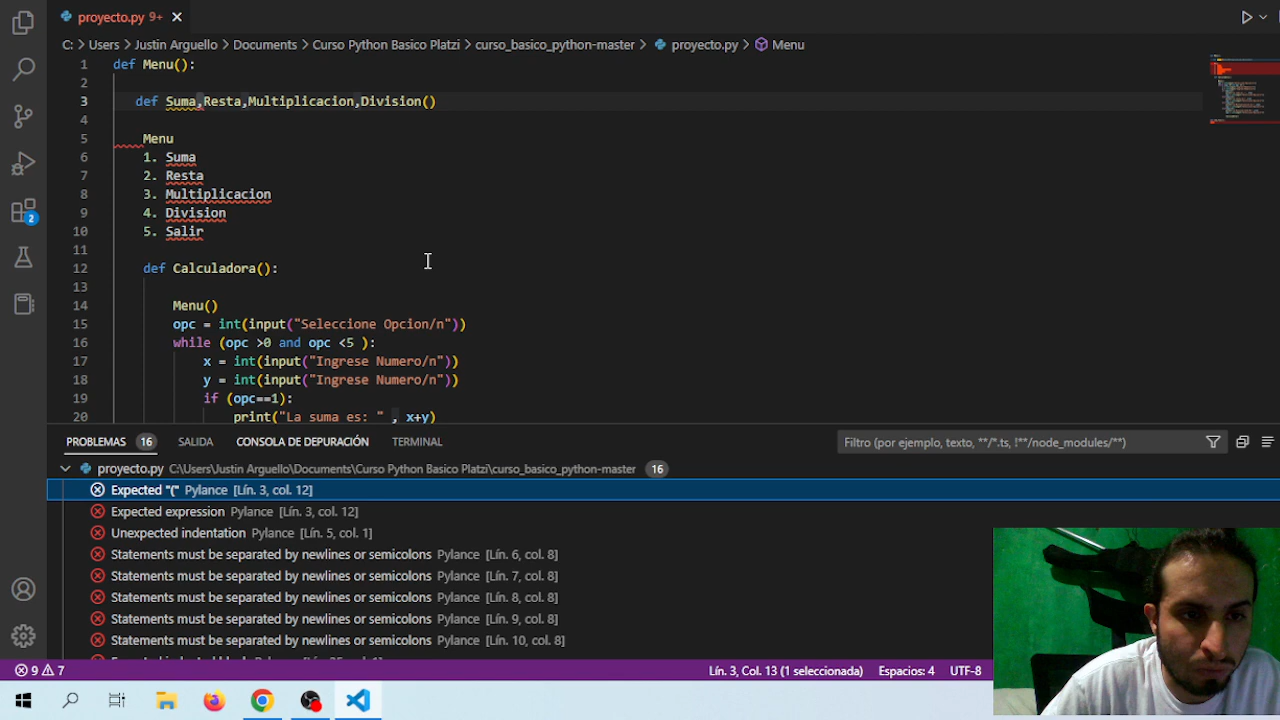 proyecto.py 9+
C: > Users > Justin Arguello > Documents > Curso Python Basico Platzi > curso_basico_python-master > proyecto.py > Menu
1 def Menu():
2
3 def Suma,Resta,Multiplicacion,Division()
4
5 Menu
6 1. Suma
7 2. Resta
8 3. Multiplicacion
9 4. Division
10 5. Salir
11
12 def Calculadora():
13
14 Menu()
15 opc = int(input("Seleccione Opcion/n"))
16 while (opc >0 and opc <5 ):
17 x = int(input("Ingrese Numero/n"))
18 y = int(input("Ingrese Numero/n"))
19 if (opc==1):
20 print("La suma es: " , x+y)
PROBLEMAS 16 SALIDA CONSOLA DE DEPURACIÓN TERMINAL Filtro (por ejemplo, texto, **/*.ts, !**/node_modules/**)
proyecto.py C:\Users\Justin Arguello\Documents\Curso Python Basico Platzi\curso_basico_python-master 16
Expected "(" Pylance [Lín. 3, col. 12]
Expected expression Pylance [Lín. 3, col. 12]
Unexpected indentation Pylance [Lín. 5, col. 1]
Statements must be separated by newlines or semicolons Pylance [Lín. 6, col. 8]
Statements must be separated by newlines or semicolons Pylance [Lín. 7, col. 8]
Statements must be separated by newlines or semicolons Pylance [Lín. 8, col. 8]
Statements must be separated by newlines or semicolons Pylance [Lín. 9, col. 8]
Statements must be separated by newlines or semicolons Pylance [Lín. 10, col. 8]
2
9 7 Lín. 3, Col. 13 (1 seleccionada) Espacios: 4 UTF-8